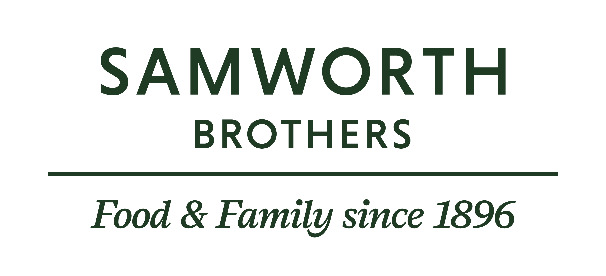 SAMWORTH
BROTHERS
Food & Family since 1896